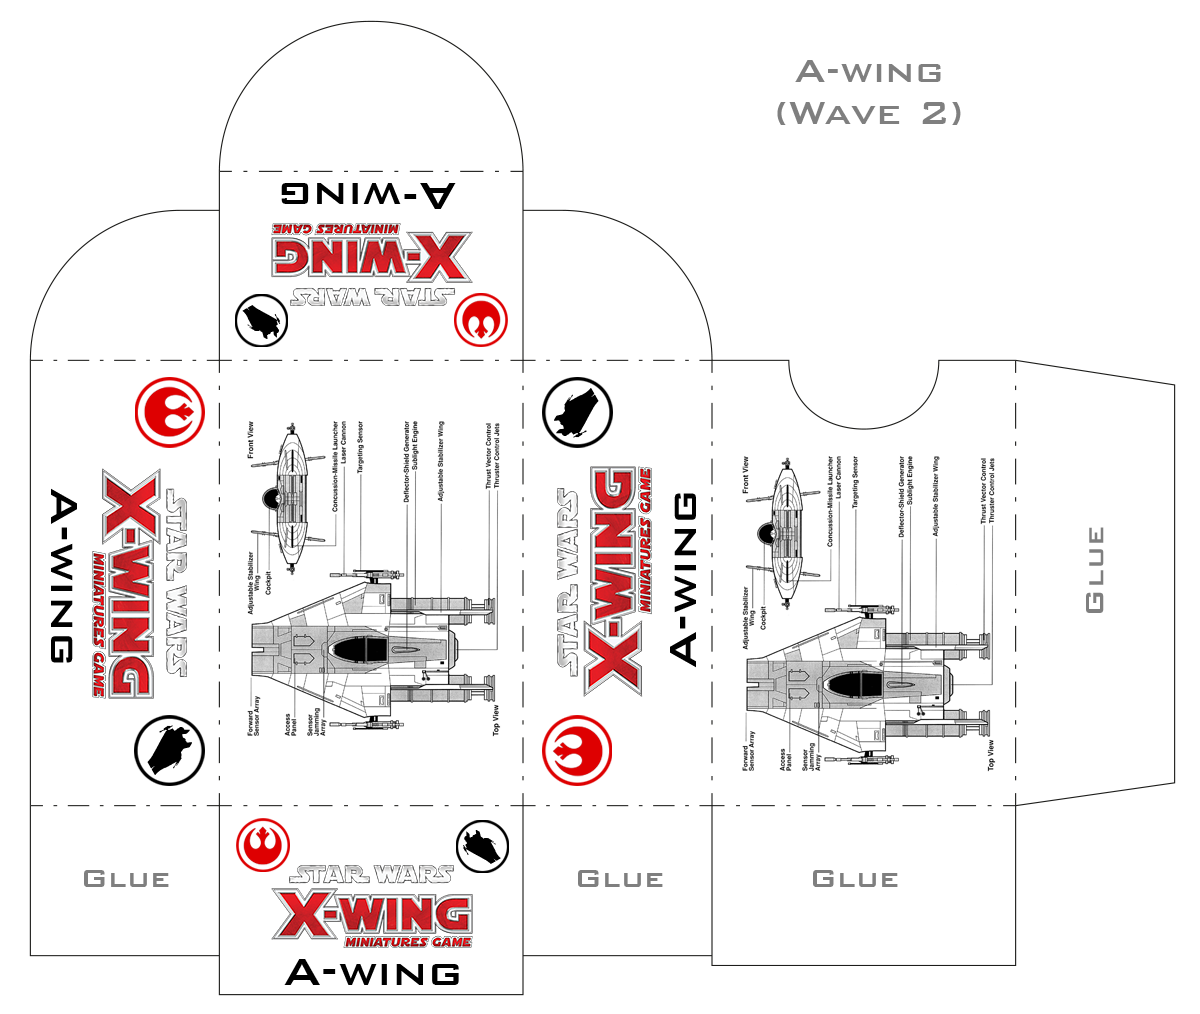 A-WING
(WAVE 2)
A-WING
X-WING
MINIATURES GAME
STAR WARS
STAR WARS
X-WING
MINIATURES GAME
A-WING
Front View
Concussion-Missile Launcher
Laser Cannon
Targeting Sensor
Deflector-Shield Generator
Sublight Engine
Adjustable Stabilizer Wing
Thrust Vector Control
Thruster Control Jets
Adjustable Stabilizer
Wing
Cockpit
Forward
Sensor Array
Access
Panel
Sensor
Jamming
Array
Top View
STAR WARS
X-WING
MINIATURES GAME
A-WING
Front View
Concussion-Missile Launcher
Laser Cannon
Targeting Sensor
Deflector-Shield Generator
Sublight Engine
Adjustable Stabilizer Wing
Thrust Vector Control
Thruster Control Jets
Adjustable Stabilizer
Wing
Cockpit
Forward
Sensor Array
Access
Panel
Sensor
Jamming
Array
Top View
GLUE
GLUE
STAR WARS
X-WING
MINIATURES GAME
A-WING
GLUE
GLUE